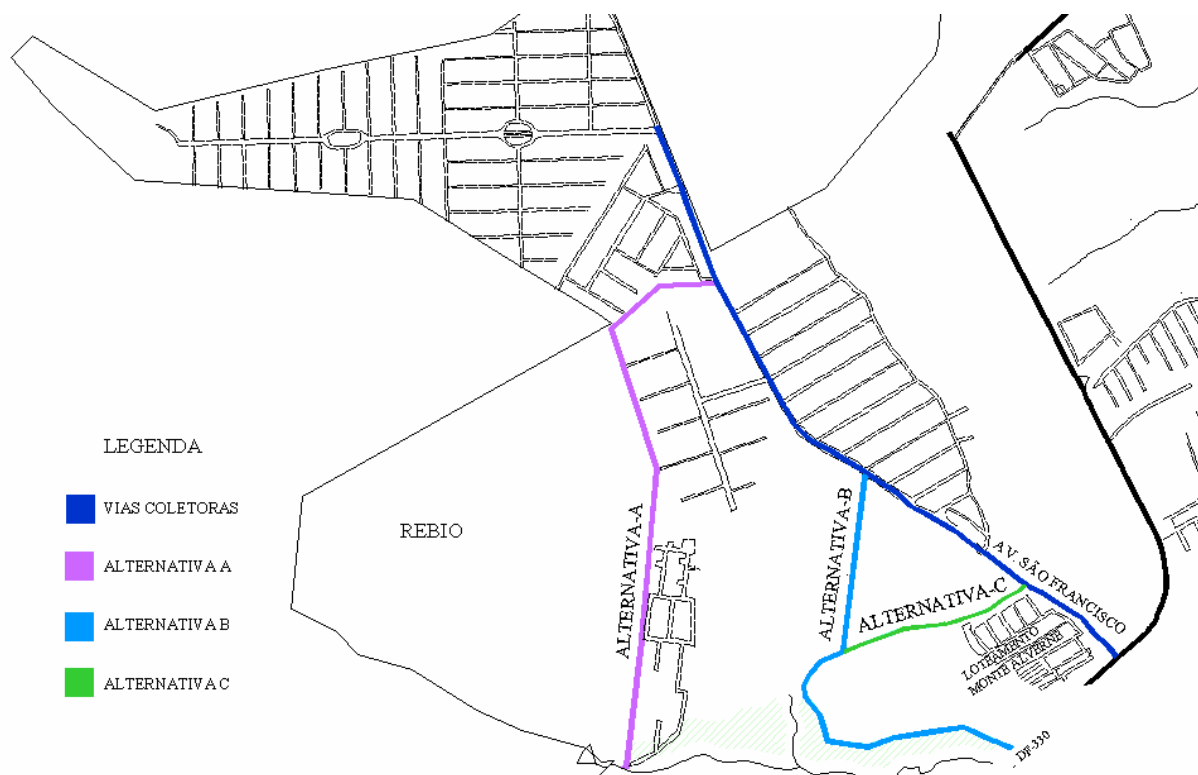 LEGENDA
VIAS COLETORAS
ALTERNATIVA A
ALTERNATIVA B
ALTERNATIVA C
REBIO
ALTERNATIVA-A
ALTERNATIVA-B
ALTERNATIVA-C
AV. SÃO FRANCISCO
LOTEAMENTO
MONTE ALVERNE
DF-330